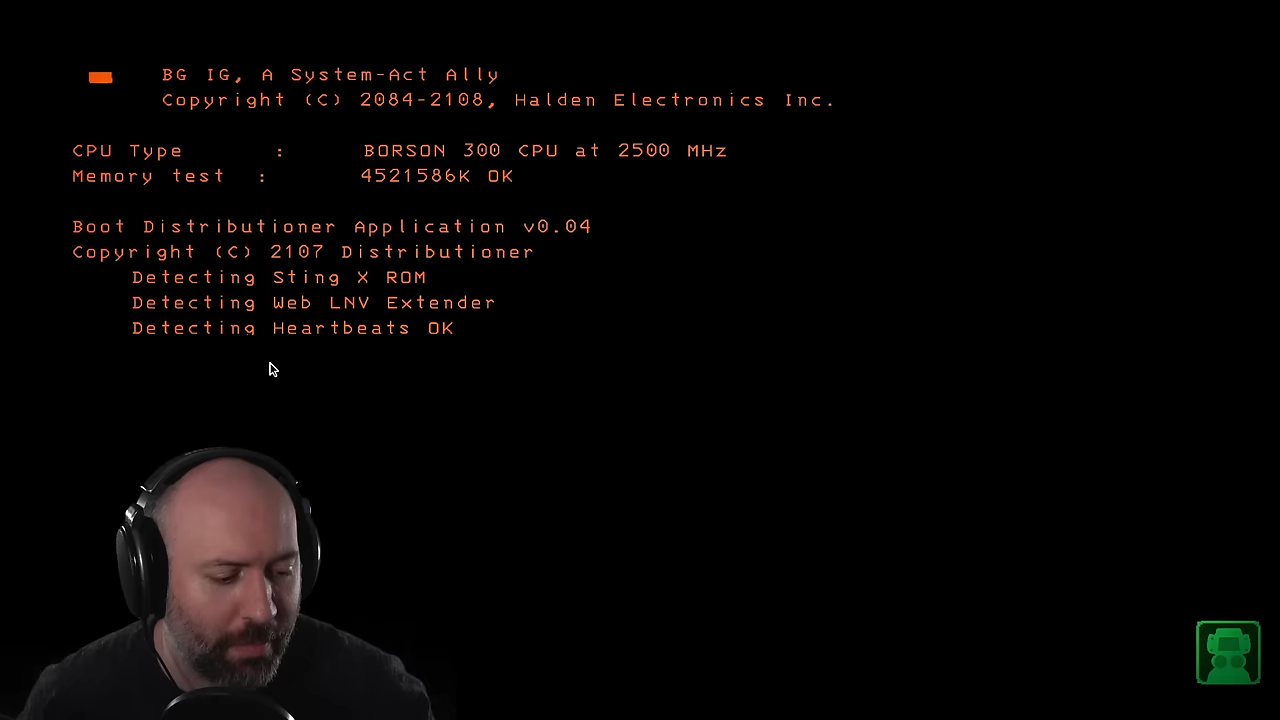 BG IG, A System-Act Ally
Copyright (C) 2084-2108, Halden Electronics Inc.
CPU Type : BORSON 300 CPU at 2500 MHz
Memory test : 4521586K OK
Boot Distributioner Application v0.04
Copyright (C) 2107 Distributioner
Detecting Sting X ROM
Detecting Web LNV Extender
Detecting Heartbeats OK